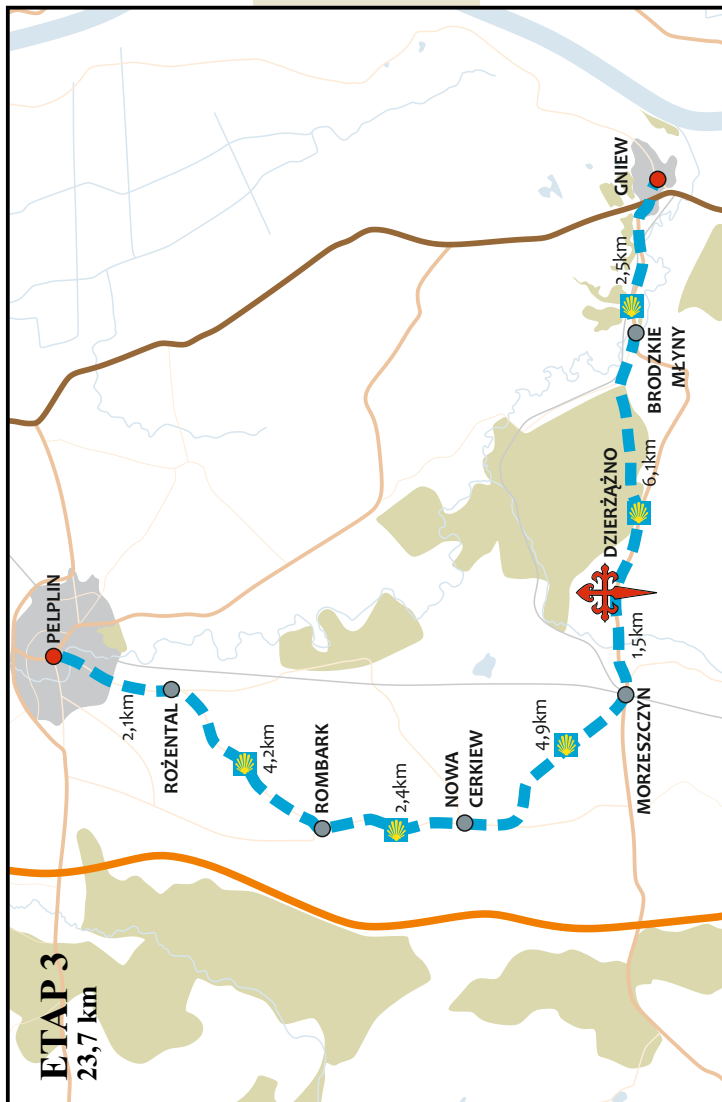 ETAP 3
23,7 km
PELPLIN
2,1km
ROŻENTAL
4,2km
ROMBARK
2,4km
NOWA
CERKIEW
4,9km
MORZESZCZYN
1,5km
DZIERŻĄŻNO
6,1km
BRODZKIE
MŁYNY
2,5km
GNIEW